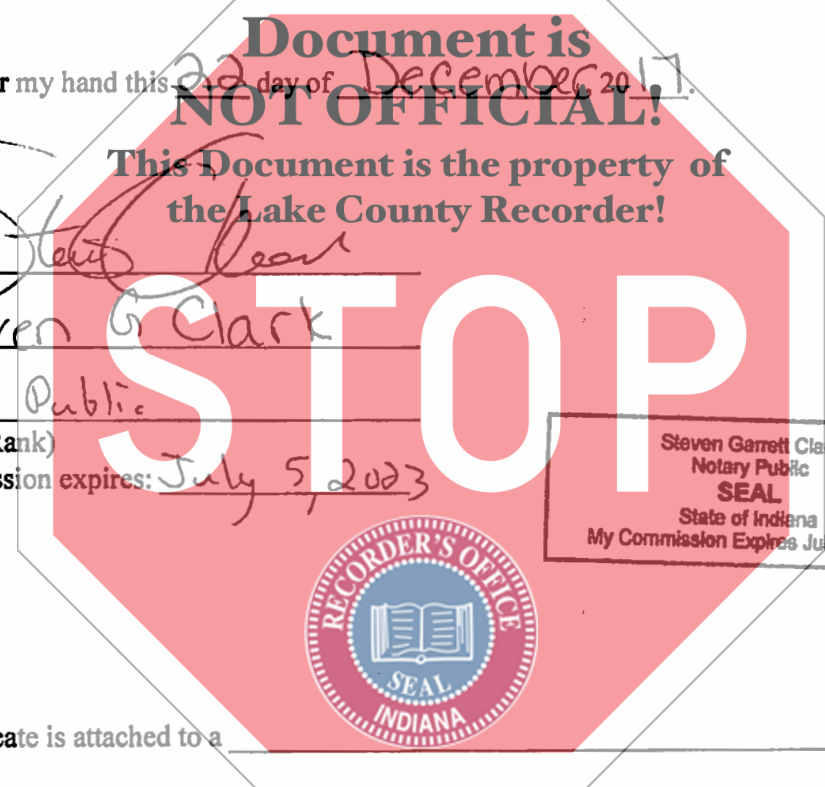 Document is
r my hand this 22 day of December, 2017.
NOT OFFICIAL!
This Document is the property of
the Lake County Recorder!
ren G Clark
STOP
Public
Rank)
ssion expires: July 5, 2023
Steven Garrett Cla
Notary Public
SEAL
State of Indiana
My Commission Expires Ju
RECORDER'S OFFICE
SEAL
INDIANA
cate is attached to a